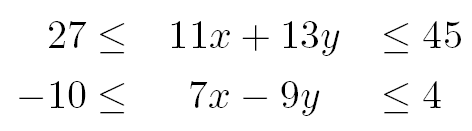 27 ≤ 11x + 13y ≤ 45
−10 ≤ 7x − 9y ≤ 4